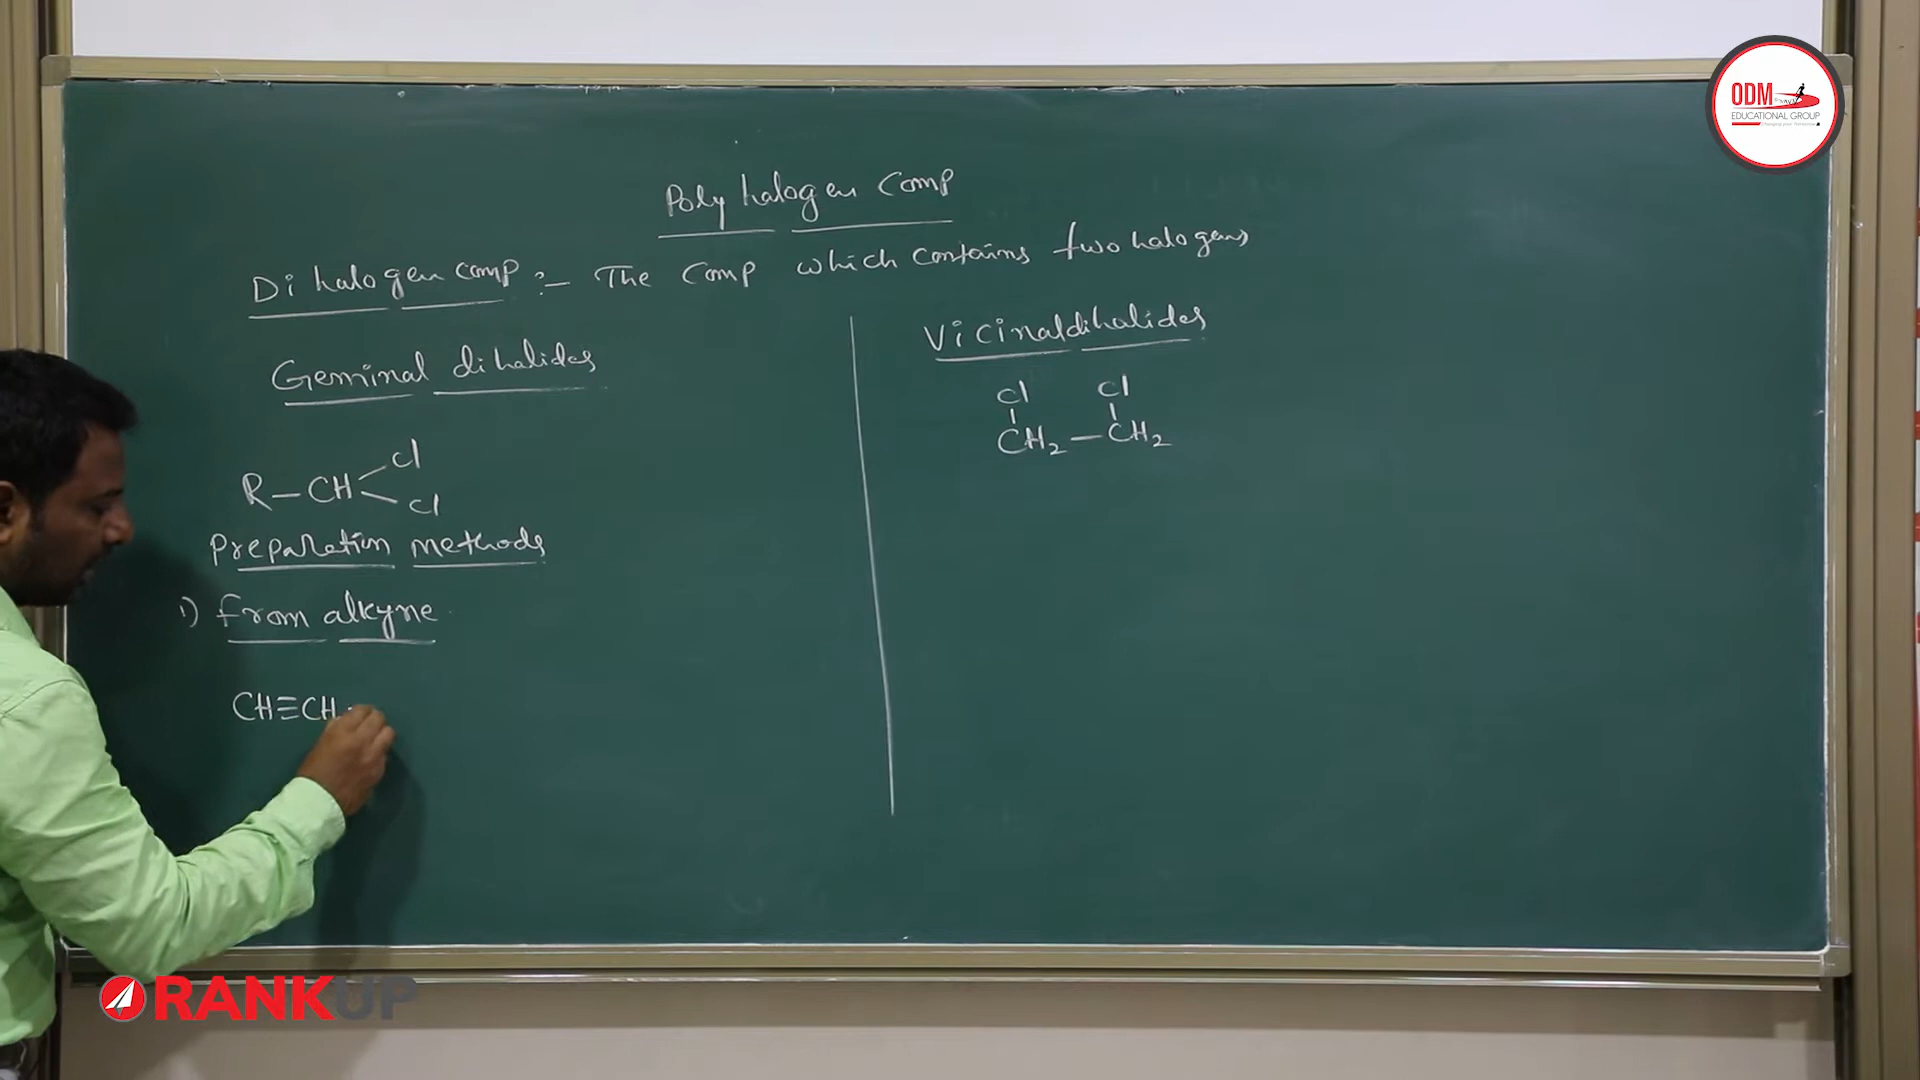 Poly halogen Comp
Di halogen comp :- The Comp which contains two halogens
Geminal dihalides
R-CH
Cl
Cl
Preparation methods
1) from alkyne
CH≡CH
Vicinaldihalides
Cl Cl
CH₂-CH₂
ODM
EDUCATIONAL GROUP
RANKUP